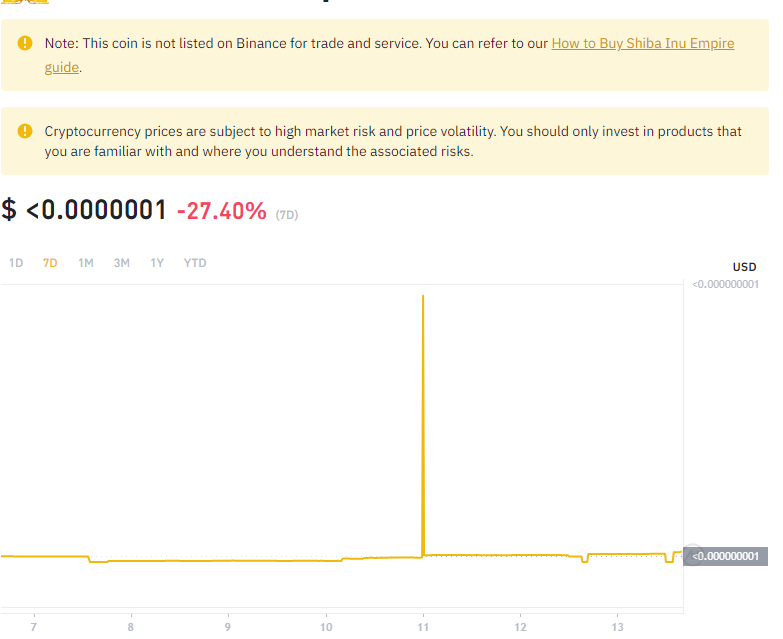 Note: This coin is not listed on Binance for trade and service. You can refer to our How to Buy Shiba Inu Empire
guide.
Cryptocurrency prices are subject to high market risk and price volatility. You should only invest in products that
you are familiar with and where you understand the associated risks.
$ <0.0000001 -27.40% (7D)
1D 7D 1M 3M 1Y YTD
USD
<0.000000001
<0.000000001
7 8 9 10 11 12 13